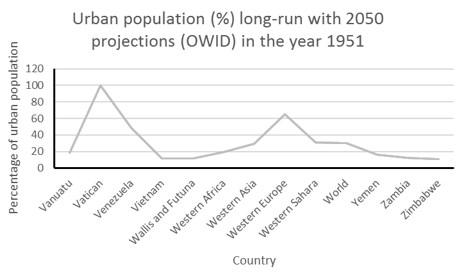 Urban population (%) long-run with 2050
projections (OWID) in the year 1951
Percentage of urban population
120
100
80
60
40
20
0
Vanuatu
Vatican
Venezuela
Vietnam
Wallis and Futuna
Western Africa
Western Asia
Western Europe
Western Sahara
World
Yemen
Zambia
Zimbabwe
Country